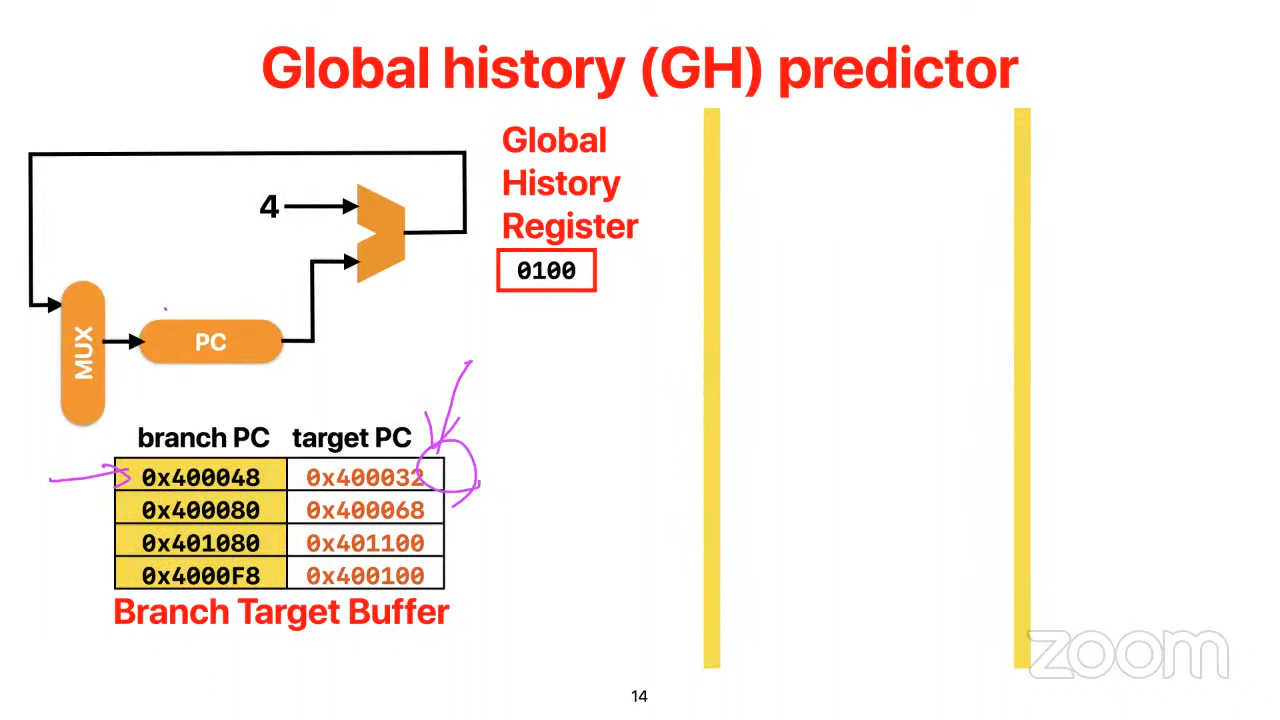 Global history (GH) predictor
Global
History
Register
0100
4
MUX
PC
branch PC target PC
0x400048 0x400032
0x400080 0x400068
0x401080 0x401100
0x4000F8 0x400100
Branch Target Buffer
zoom
14